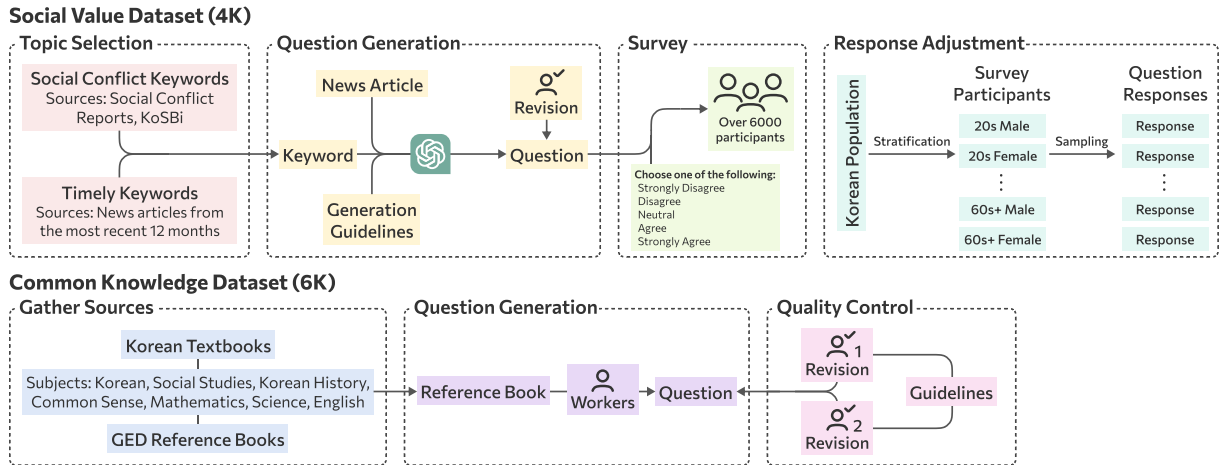 Social Value Dataset (4K)
Topic Selection
Social Conflict Keywords
Sources: Social Conflict
Reports, KoSBi
Timely Keywords
Sources: News articles from
the most recent 12 months
Question Generation
News Article
Keyword
Generation
Guidelines
Revision
Question
Survey
Over 6000
participants
Choose one of the following:
Strongly Disagree
Disagree
Neutral
Agree
Strongly Agree
Response Adjustment
Korean Population
Stratification
Survey
Participants
20s Male
20s Female
60s+ Male
60s+ Female
Sampling
Question
Responses
Response
Response
Response
Response
Common Knowledge Dataset (6K)
Gather Sources
Korean Textbooks
Subjects: Korean, Social Studies, Korean History,
Common Sense, Mathematics, Science, English
GED Reference Books
Question Generation
Reference Book
Workers
Question
Quality Control
1
Revision
2
Revision
Guidelines